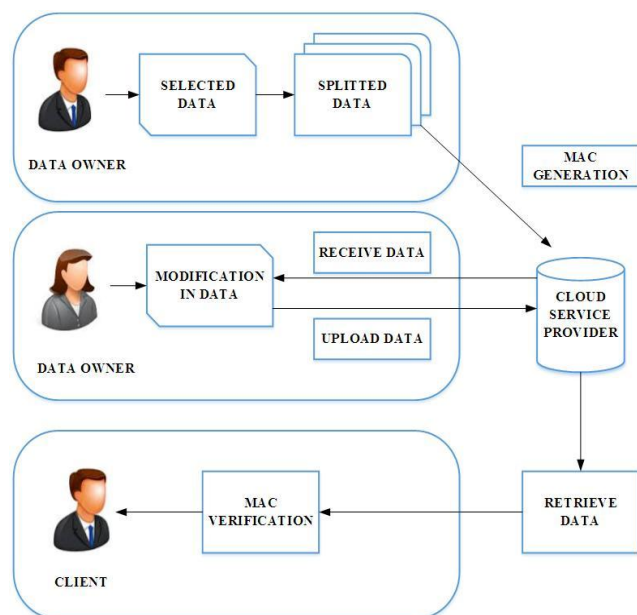 SELECTED
DATA
SPLITTED
DATA
DATA OWNER
MAC
GENERATION
RECEIVE DATA
MODIFICATION
IN DATA
CLOUD
SERVICE
PROVIDER
UPLOAD DATA
DATA OWNER
MAC
VERIFICATION
RETRIEVE
DATA
CLIENT